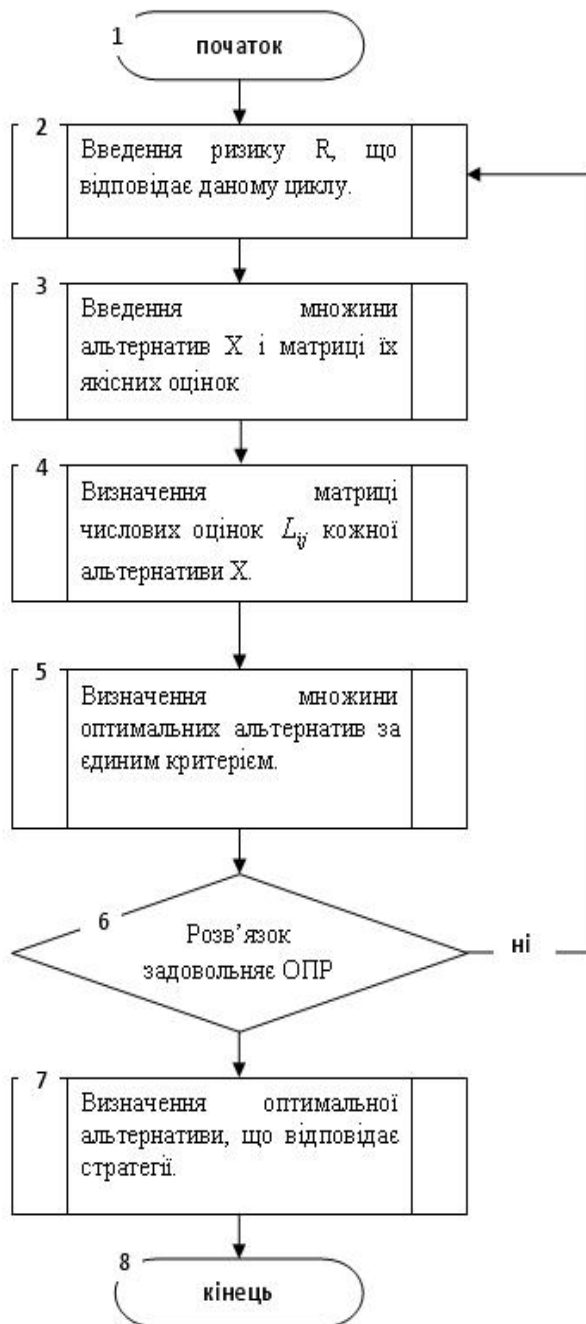 1
початок
2
Введення ризику R, що
відповідає даному циклу.
3
Введення множини
альтернатив X і матриці їх
якісних оцінок
4
Визначення матриці
числових оцінок L_ij кожної
альтернативи X.
5
Визначення множини
оптимальних альтернатив за
єдиним критерієм.
6
Розв’язок
задовольняє ОПР
ні
7
Визначення оптимальної
альтернативи, що відповідає
стратегії.
8
кінець